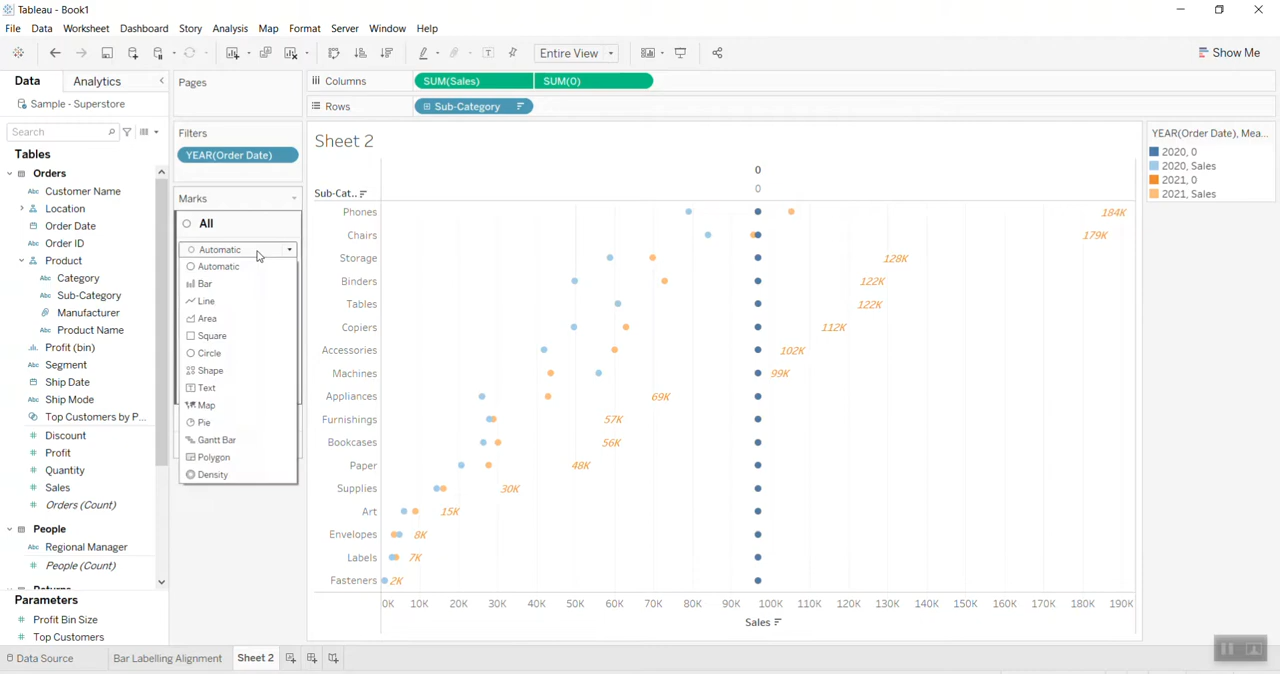 Tableau - Book1
File Data Worksheet Dashboard Story Analysis Map Format Server Window Help
Entire View
Show Me
Data Analytics
Pages
Columns SUM(Sales) SUM(0)
Sample - Superstore
Rows Sub-Category
Search
Filters
YEAR(Order Date)
Tables
Orders
Abc Customer Name
Location
Order Date
Abc Order ID
Product
Abc Category
Abc Sub-Category
Manufacturer
Abc Product Name
Profit (bin)
Abc Segment
Ship Date
Abc Ship Mode
Top Customers by P...
# Discount
# Profit
# Quantity
# Sales
# Orders (Count)
People
Abc Regional Manager
# People (Count)
Parameters
# Profit Bin Size
# Top Customers
Marks
All
Automatic
Automatic
Bar
Line
Area
Square
Circle
Shape
Text
Map
Pie
Gantt Bar
Polygon
Density
Sheet 2
0
0
Sub-Cat..
Phones 184K
Chairs 179K
Storage 128K
Binders 122K
Tables 122K
Copiers 112K
Accessories 102K
Machines 99K
Appliances 69K
Furnishings 57K
Bookcases 56K
Paper 48K
Supplies 30K
Art 15K
Envelopes 8K
Labels 7K
Fasteners 2K
0K 10K 20K 30K 40K 50K 60K 70K 80K 90K 100K 110K 120K 130K 140K 150K 160K 170K 180K 190K
Sales
YEAR(Order Date), Mea...
2020, 0
2020, Sales
2021, 0
2021, Sales
Data Source Bar Labelling Alignment Sheet 2